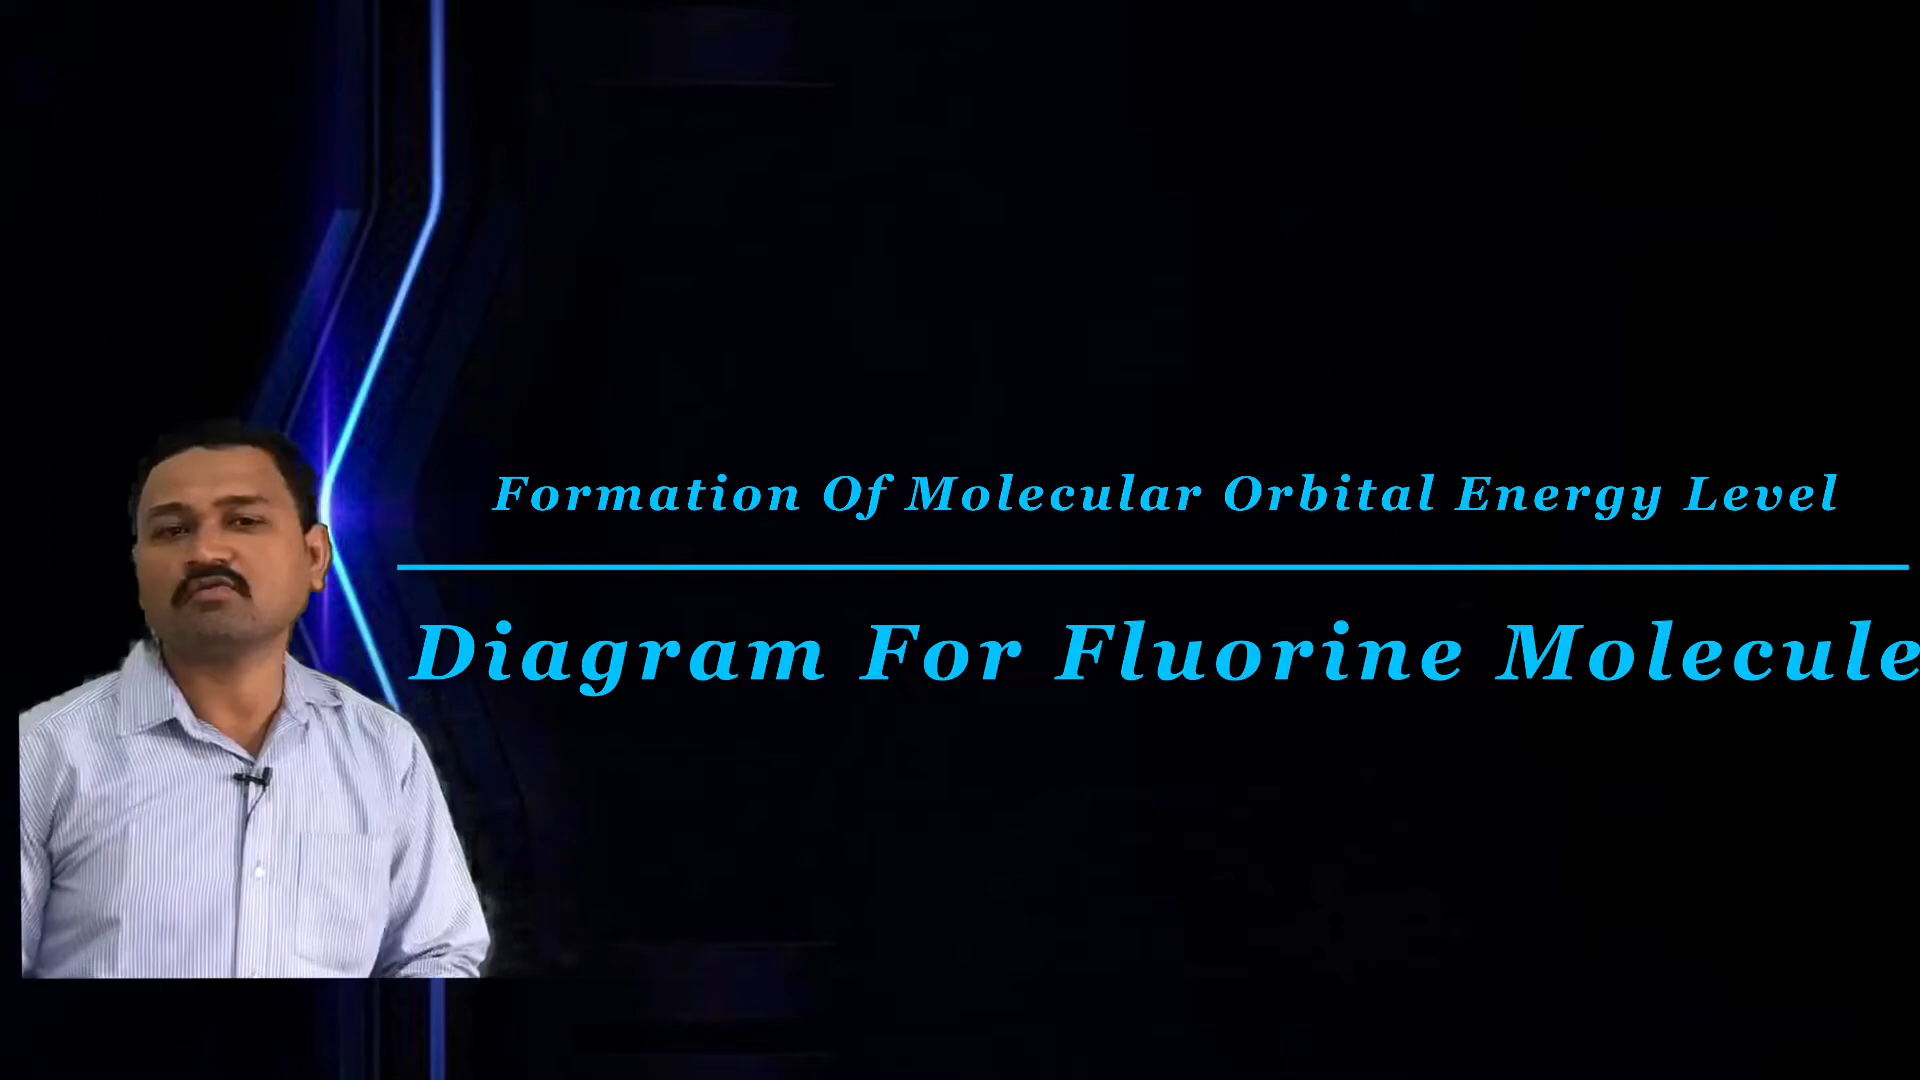 Formation Of Molecular Orbital Energy Level
Diagram For Fluorine Molecule